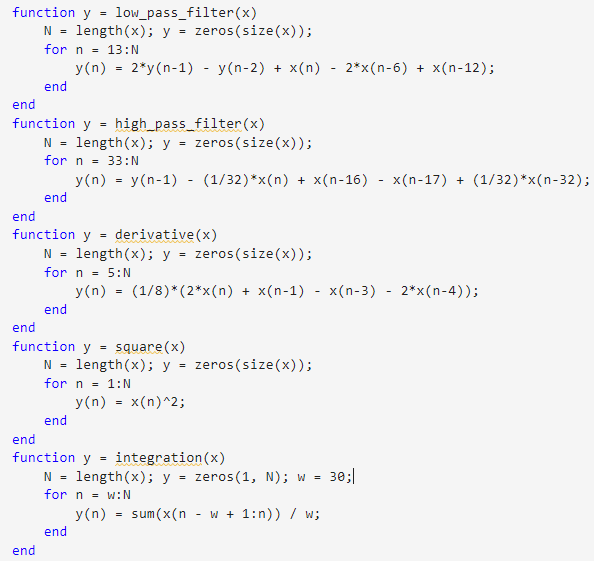 function y = low_pass_filter(x)
    N = length(x); y = zeros(size(x));
    for n = 13:N
        y(n) = 2*y(n-1) - y(n-2) + x(n) - 2*x(n-6) + x(n-12);
    end
end
function y = high_pass_filter(x)
    N = length(x); y = zeros(size(x));
    for n = 33:N
        y(n) = y(n-1) - (1/32)*x(n) + x(n-16) - x(n-17) + (1/32)*x(n-32);
    end
end
function y = derivative(x)
    N = length(x); y = zeros(size(x));
    for n = 5:N
        y(n) = (1/8)*(2*x(n) + x(n-1) - x(n-3) - 2*x(n-4));
    end
end
function y = square(x)
    N = length(x); y = zeros(size(x));
    for n = 1:N
        y(n) = x(n)^2;
    end
end
function y = integration(x)
    N = length(x); y = zeros(1, N); w = 30;
    for n = w:N
        y(n) = sum(x(n - w + 1:n)) / w;
    end
end